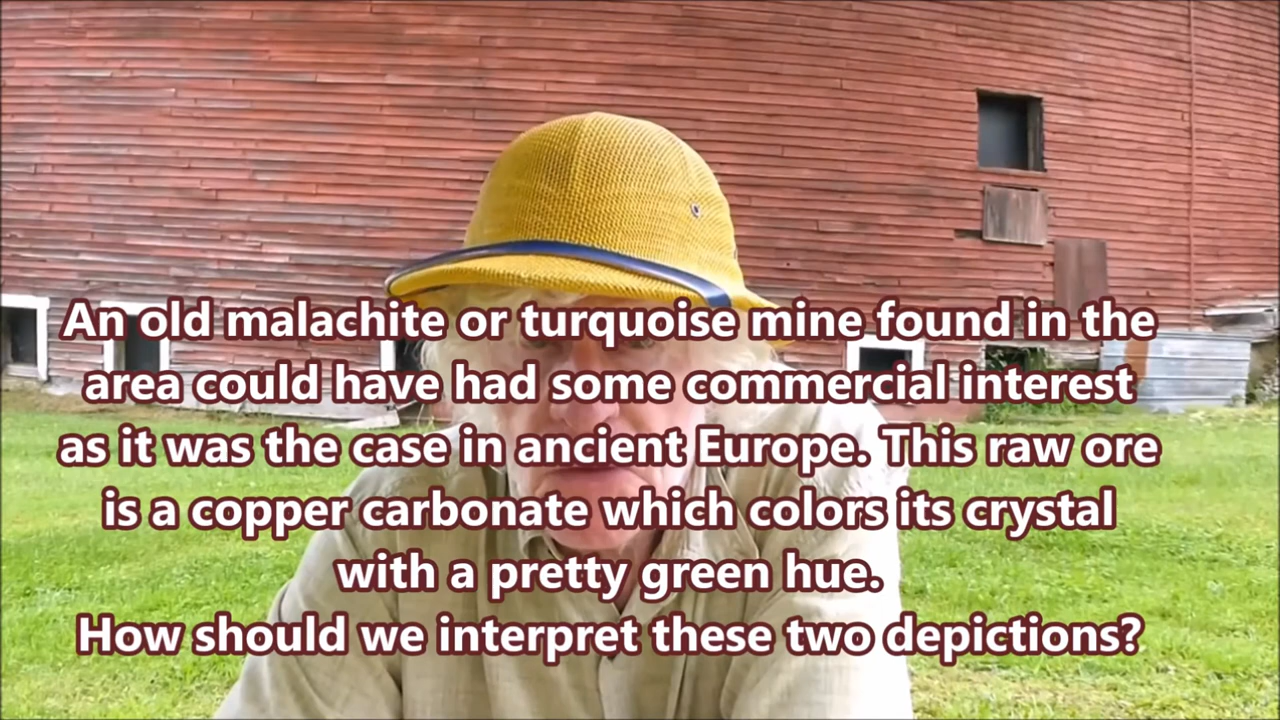 An old malachite or turquoise mine found in the
area could have had some commercial interest
as it was the case in ancient Europe. This raw ore
is a copper carbonate which colors its crystal
with a pretty green hue.
How should we interpret these two depictions?